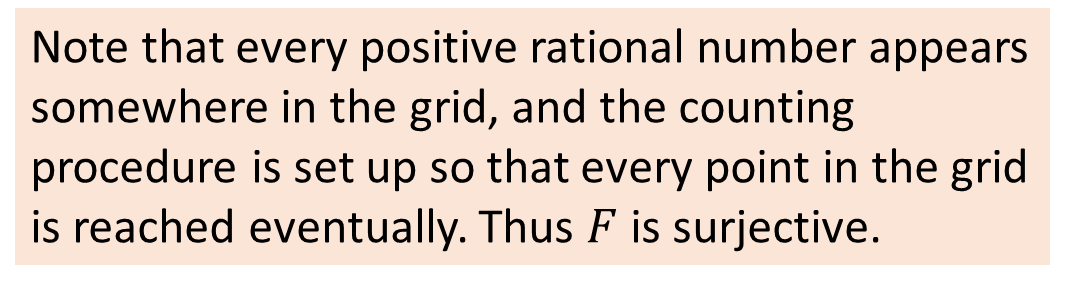 Note that every positive rational number appears
somewhere in the grid, and the counting
procedure is set up so that every point in the grid
is reached eventually. Thus 𝐹 is surjective.